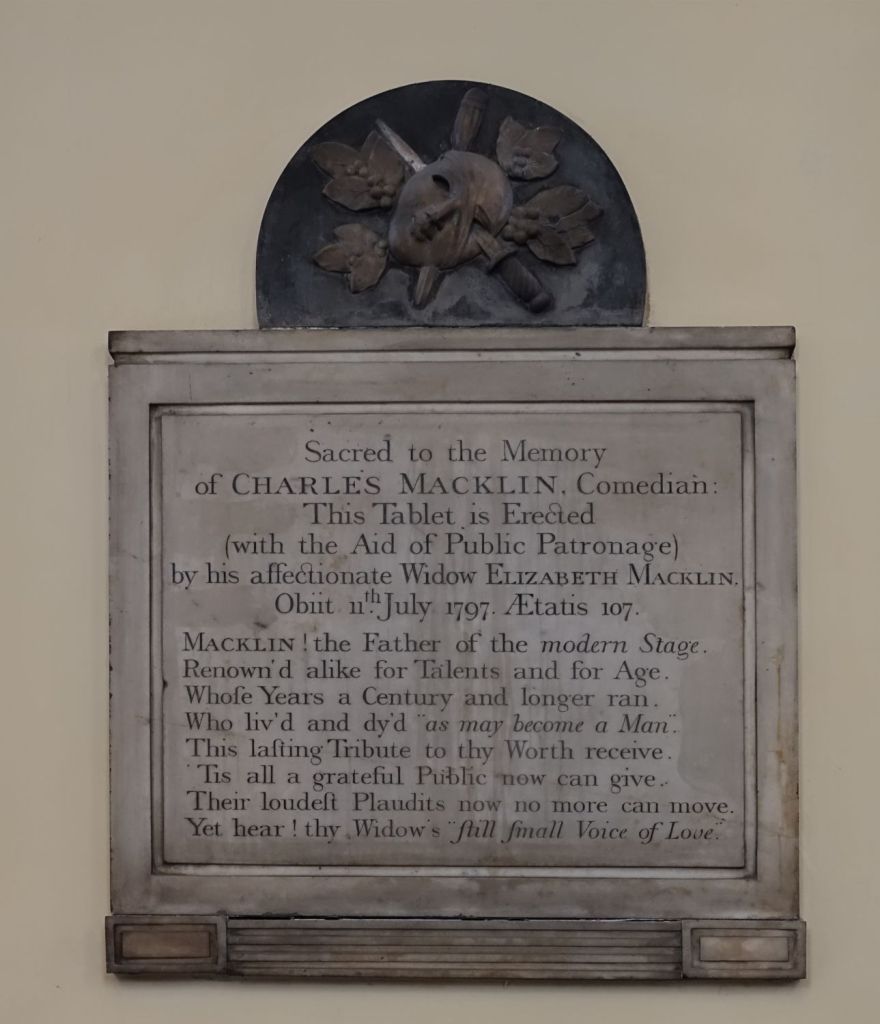 Sacred to the Memory
of CHARLES MACKLIN, Comedian:
This Tablet is Erected
(with the Aid of Public Patronage)
by his affectionate Widow ELIZABETH MACKLIN.
Obiit 11th July 1797. Ætatis 107.
MACKLIN! the Father of the modern Stage.
Renown'd alike for Talents and for Age.
Whoſe Years a Century and longer ran.
Who liv'd and dy'd "as may become a Man".
This laſting Tribute to thy Worth receive.
'Tis all a grateful Public now can give.
Their loudeſt Plaudits now no more can move.
Yet hear! thy Widow's "ſtill ſmall Voice of Love."